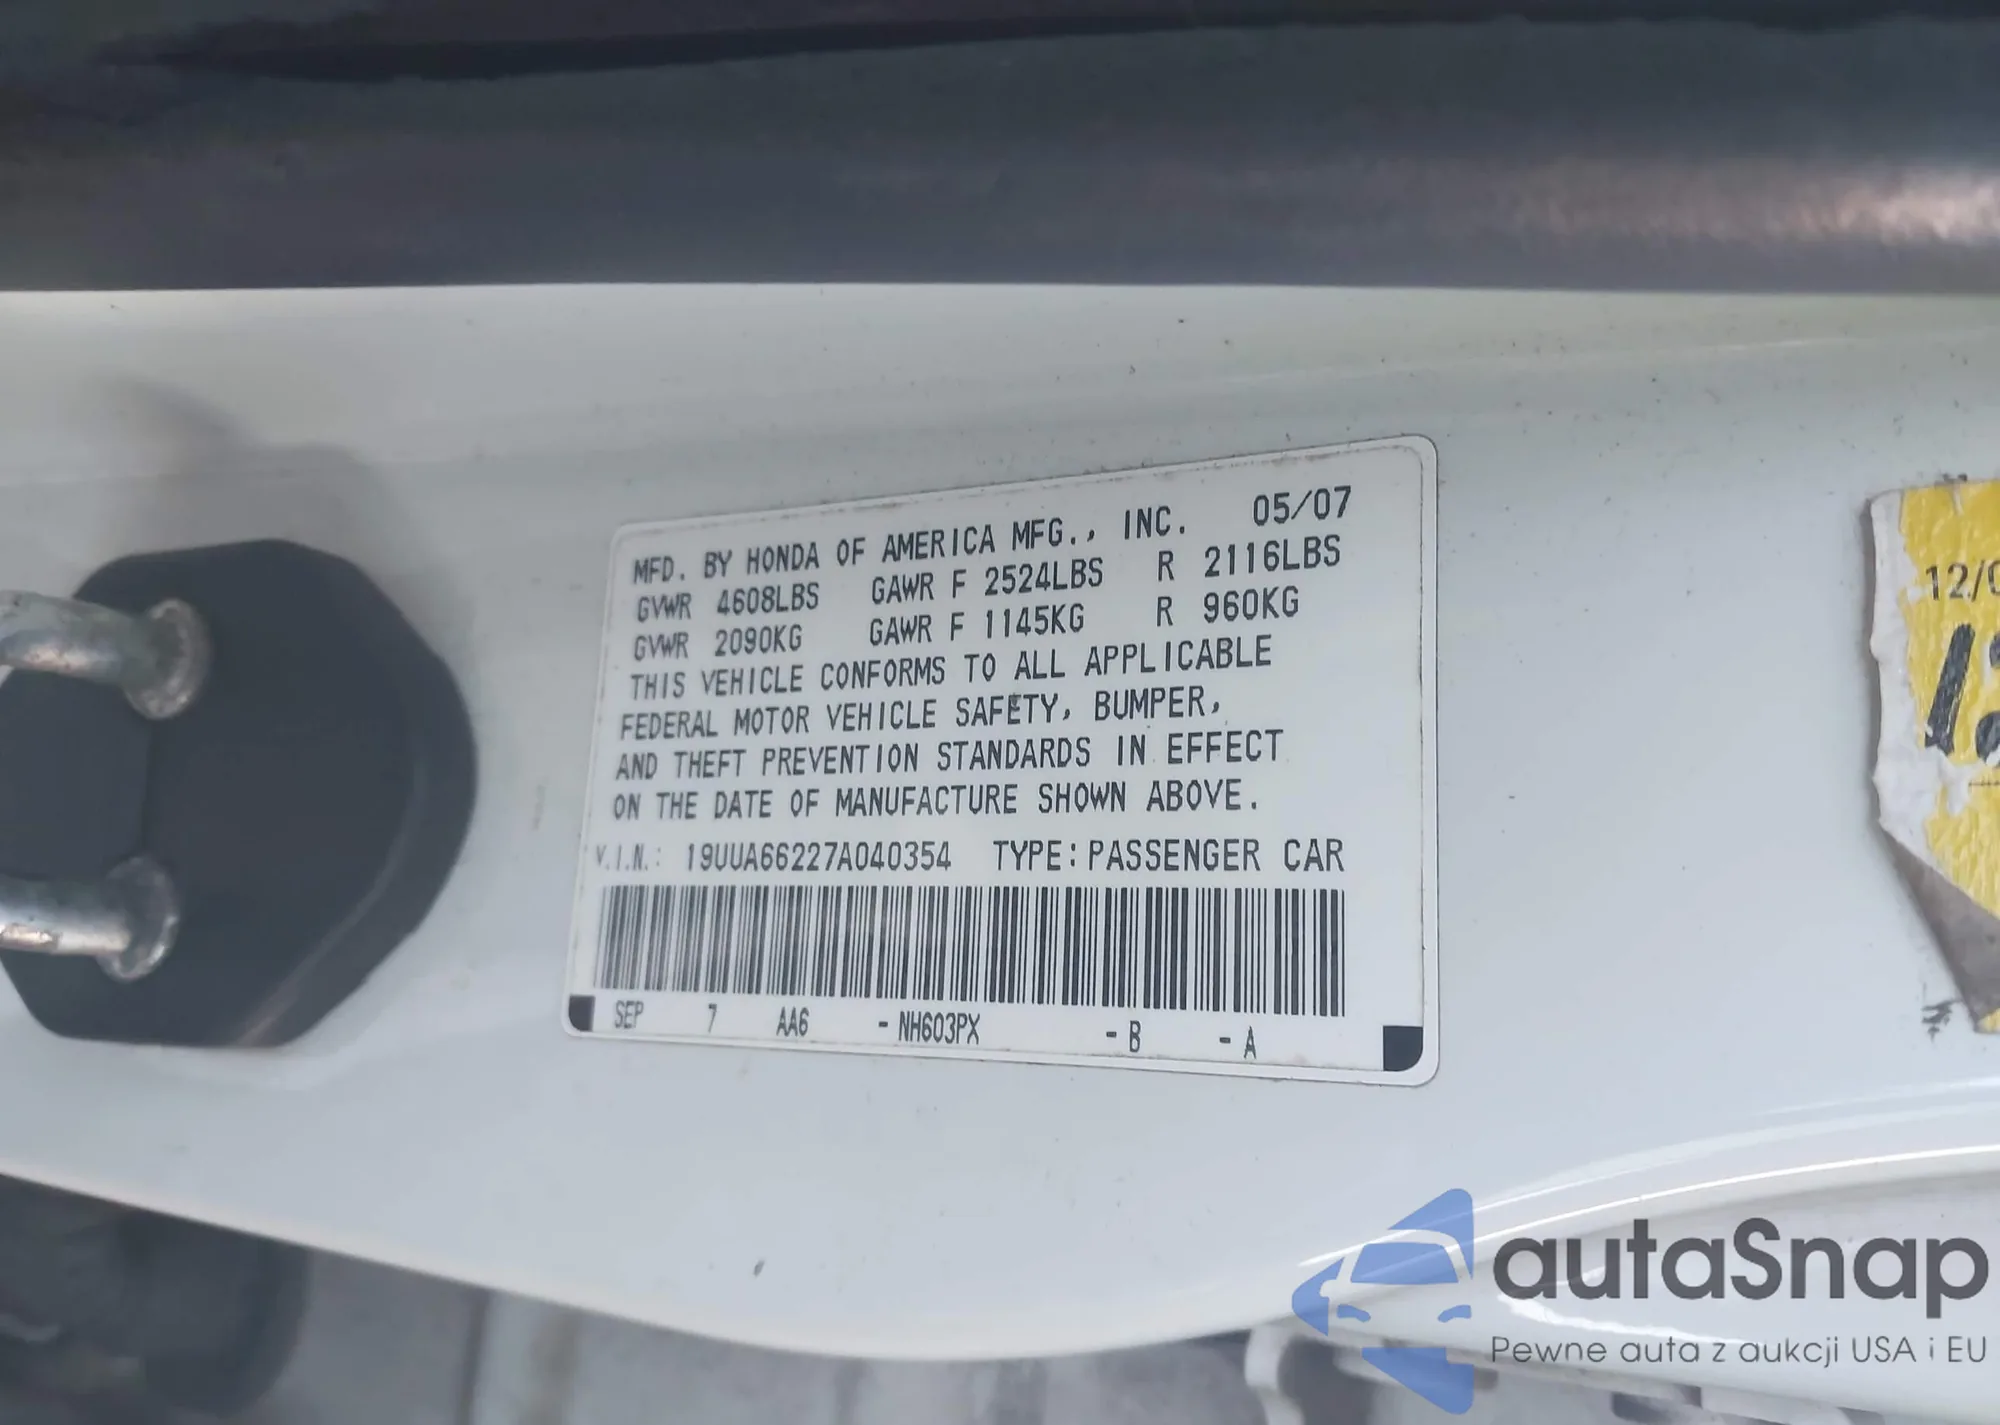 MFD. BY HONDA OF AMERICA MFG., INC. 05/07
GVWR 4608LBS GAWR F 2524LBS R 2116LBS
GVWR 2090KG GAWR F 1145KG R 960KG
THIS VEHICLE CONFORMS TO ALL APPLICABLE
FEDERAL MOTOR VEHICLE SAFETY, BUMPER,
AND THEFT PREVENTION STANDARDS IN EFFECT
ON THE DATE OF MANUFACTURE SHOWN ABOVE.
V.I.N.: 19UUA66227A040354 TYPE: PASSENGER CAR
SEP 7 AA6 - NH603PX - B - A
autaSnap
Pewne auta z aukcji USA i EU